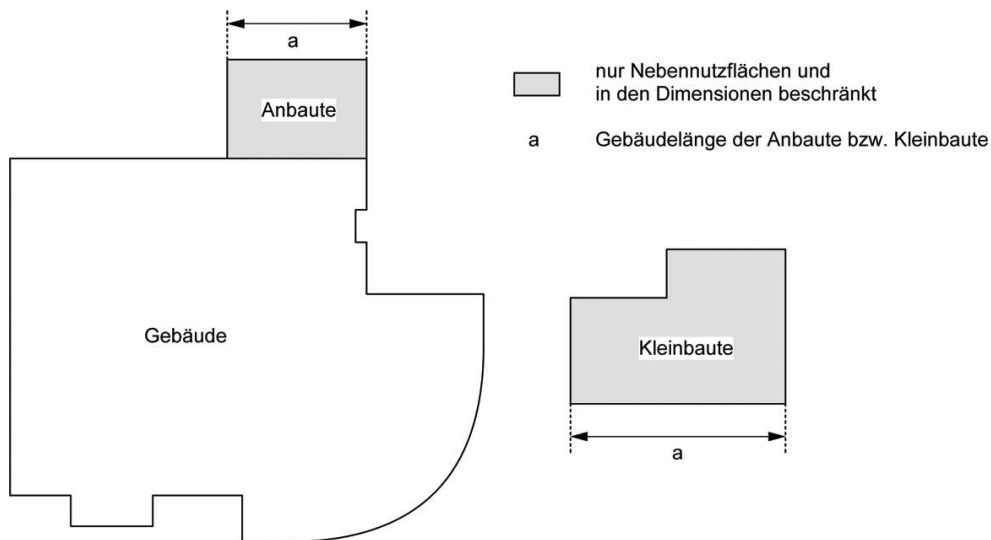 a
Anbaute
nur Nebennutzflächen und
in den Dimensionen beschränkt
a Gebäudelänge der Anbaute bzw. Kleinbaute
Gebäude
Kleinbaute
a